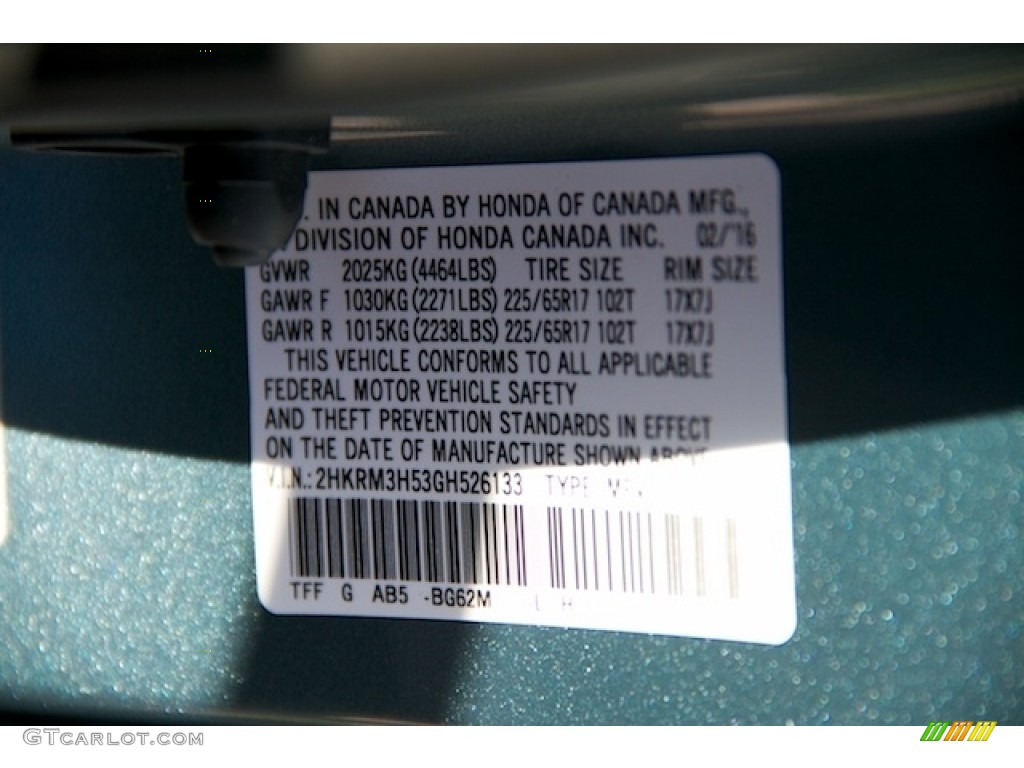 IN CANADA BY HONDA OF CANADA MFG.,
DIVISION OF HONDA CANADA INC. 02/'16
GVWR 2025KG (4464LBS) TIRE SIZE RIM SIZE
GAWR F 1030KG (2271LBS) 225/65R17 102T 17X7J
GAWR R 1015KG (2238LBS) 225/65R17 102T 17X7J
THIS VEHICLE CONFORMS TO ALL APPLICABLE
FEDERAL MOTOR VEHICLE SAFETY
AND THEFT PREVENTION STANDARDS IN EFFECT
ON THE DATE OF MANUFACTURE SHOWN ABOVE
V.I.N.: 2HKRM3H53GH526133 TYPE
TFF G AB5 -BG62M
GTCARLOT.COM